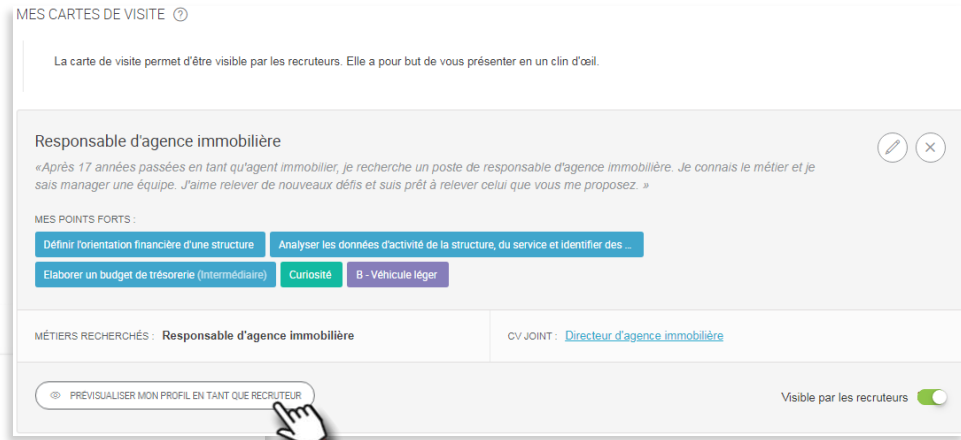 MES CARTES DE VISITE ?
La carte de visite permet d'être visible par les recruteurs. Elle a pour but de vous présenter en un clin d'œil.
Responsable d'agence immobilière
«Après 17 années passées en tant qu'agent immobilier, je recherche un poste de responsable d'agence immobilière. Je connais le métier et je
sais manager une équipe. J'aime relever de nouveaux défis et suis prêt à relever celui que vous me proposez. »
MES POINTS FORTS :
Définir l'orientation financière d'une structure Analyser les données d'activité de la structure, du service et identifier des ...
Elaborer un budget de trésorerie (Intermédiaire) Curiosité B - Véhicule léger
MÉTIERS RECHERCHÉS : Responsable d'agence immobilière CV JOINT : Directeur d'agence immobilière
PRÉVISUALISER MON PROFIL EN TANT QUE RECRUTEUR Visible par les recruteurs